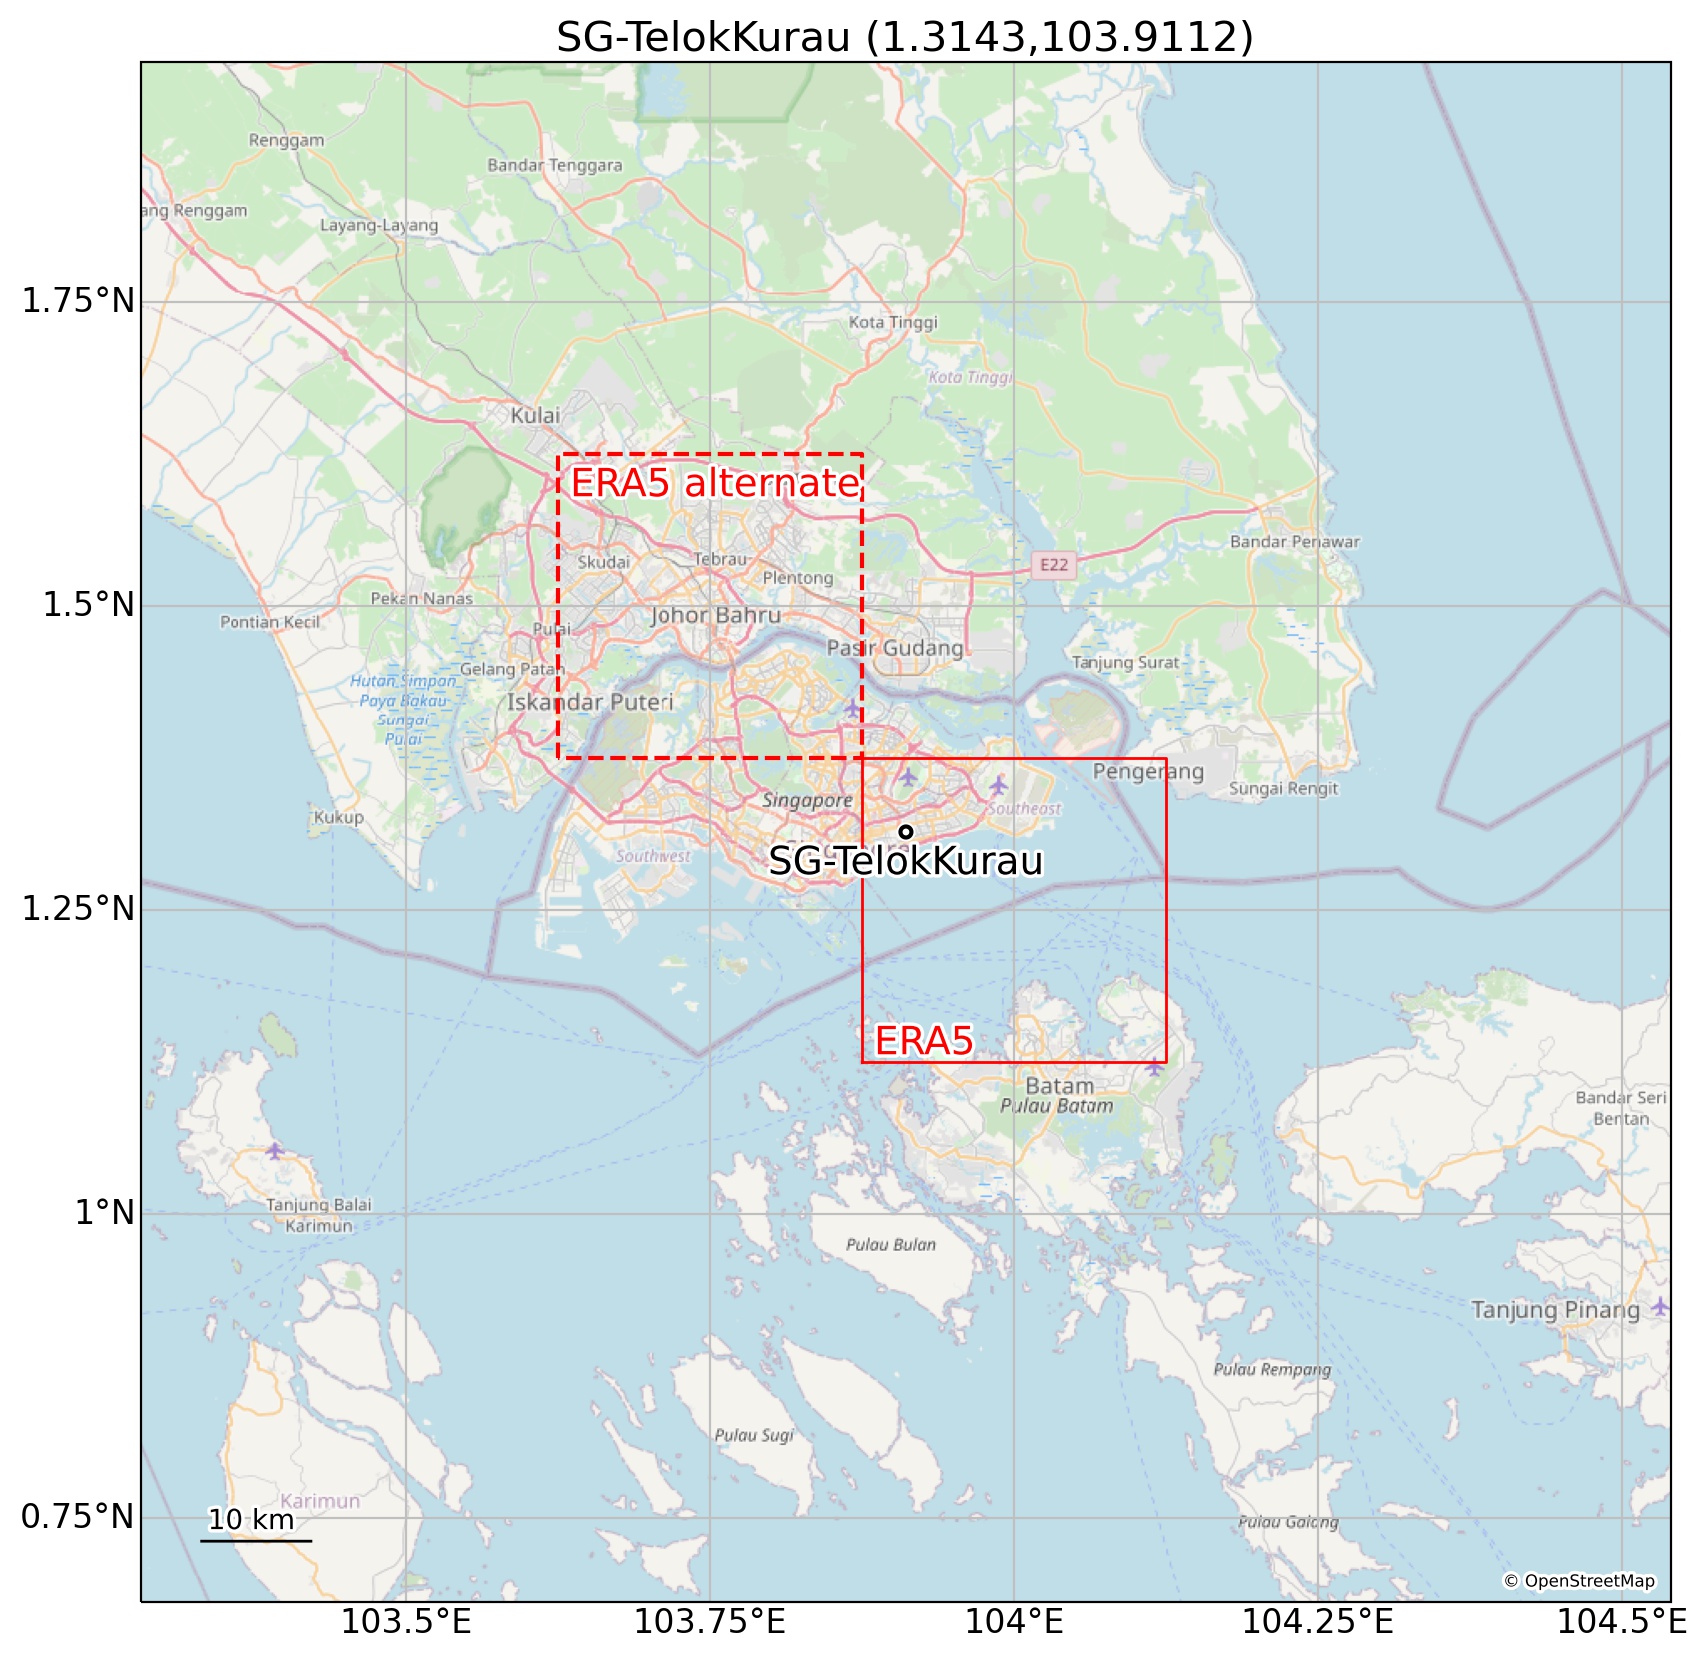 SG-TelokKurau (1.3143,103.9112)
Renggam
Bandar Tenggara
ang Renggam
Layang-Layang
1.75°N
Kota Tinggi
Kota Tinggi
Kulai
ERA5 alternate
Bandar Penawar
Skudai
Tebrau
E22
Plentong
Pekan Nanas
1.5°N
Pontian Kecil
Johor Bahru
Pulai
Pasir Gudang
Gelang Patah
Tanjung Surat
Hutan Simpan
Paya Bakau
Sungai
Pulai
Iskandar Puteri
Pengerang
Sungai Rengit
Singapore
Southeast
Kukup
Southwest
SG-TelokKurau
1.25°N
ERA5
Batam
Pulau Batam
Bandar Seri
Bentan
Tanjung Balai
Karimun
1°N
Pulau Bulan
Tanjung Pinang
Pulau Rempang
Pulau Sugi
Karimun
10 km
0.75°N
Pulau Galang
© OpenStreetMap
103.5°E
103.75°E
104°E
104.25°E
104.5°E